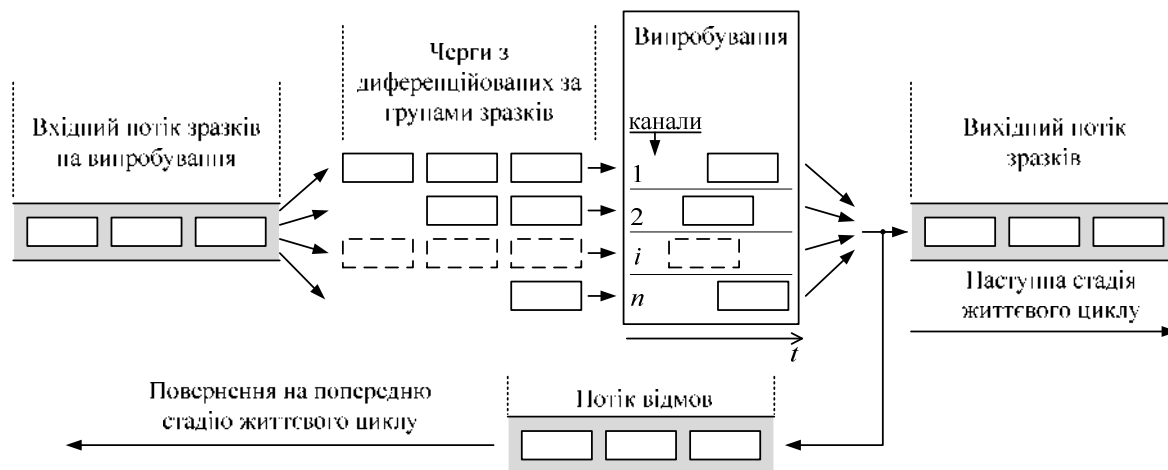 Вхідний потік зразків
на випробування
Черги з
диференційованих за
групами зразків
Випробування
канали
1
2
i
n
t
Вихідний потік
зразків
Наступна стадія
життєвого циклу
Повернення на попередню
стадію життєвого циклу
Потік відмов